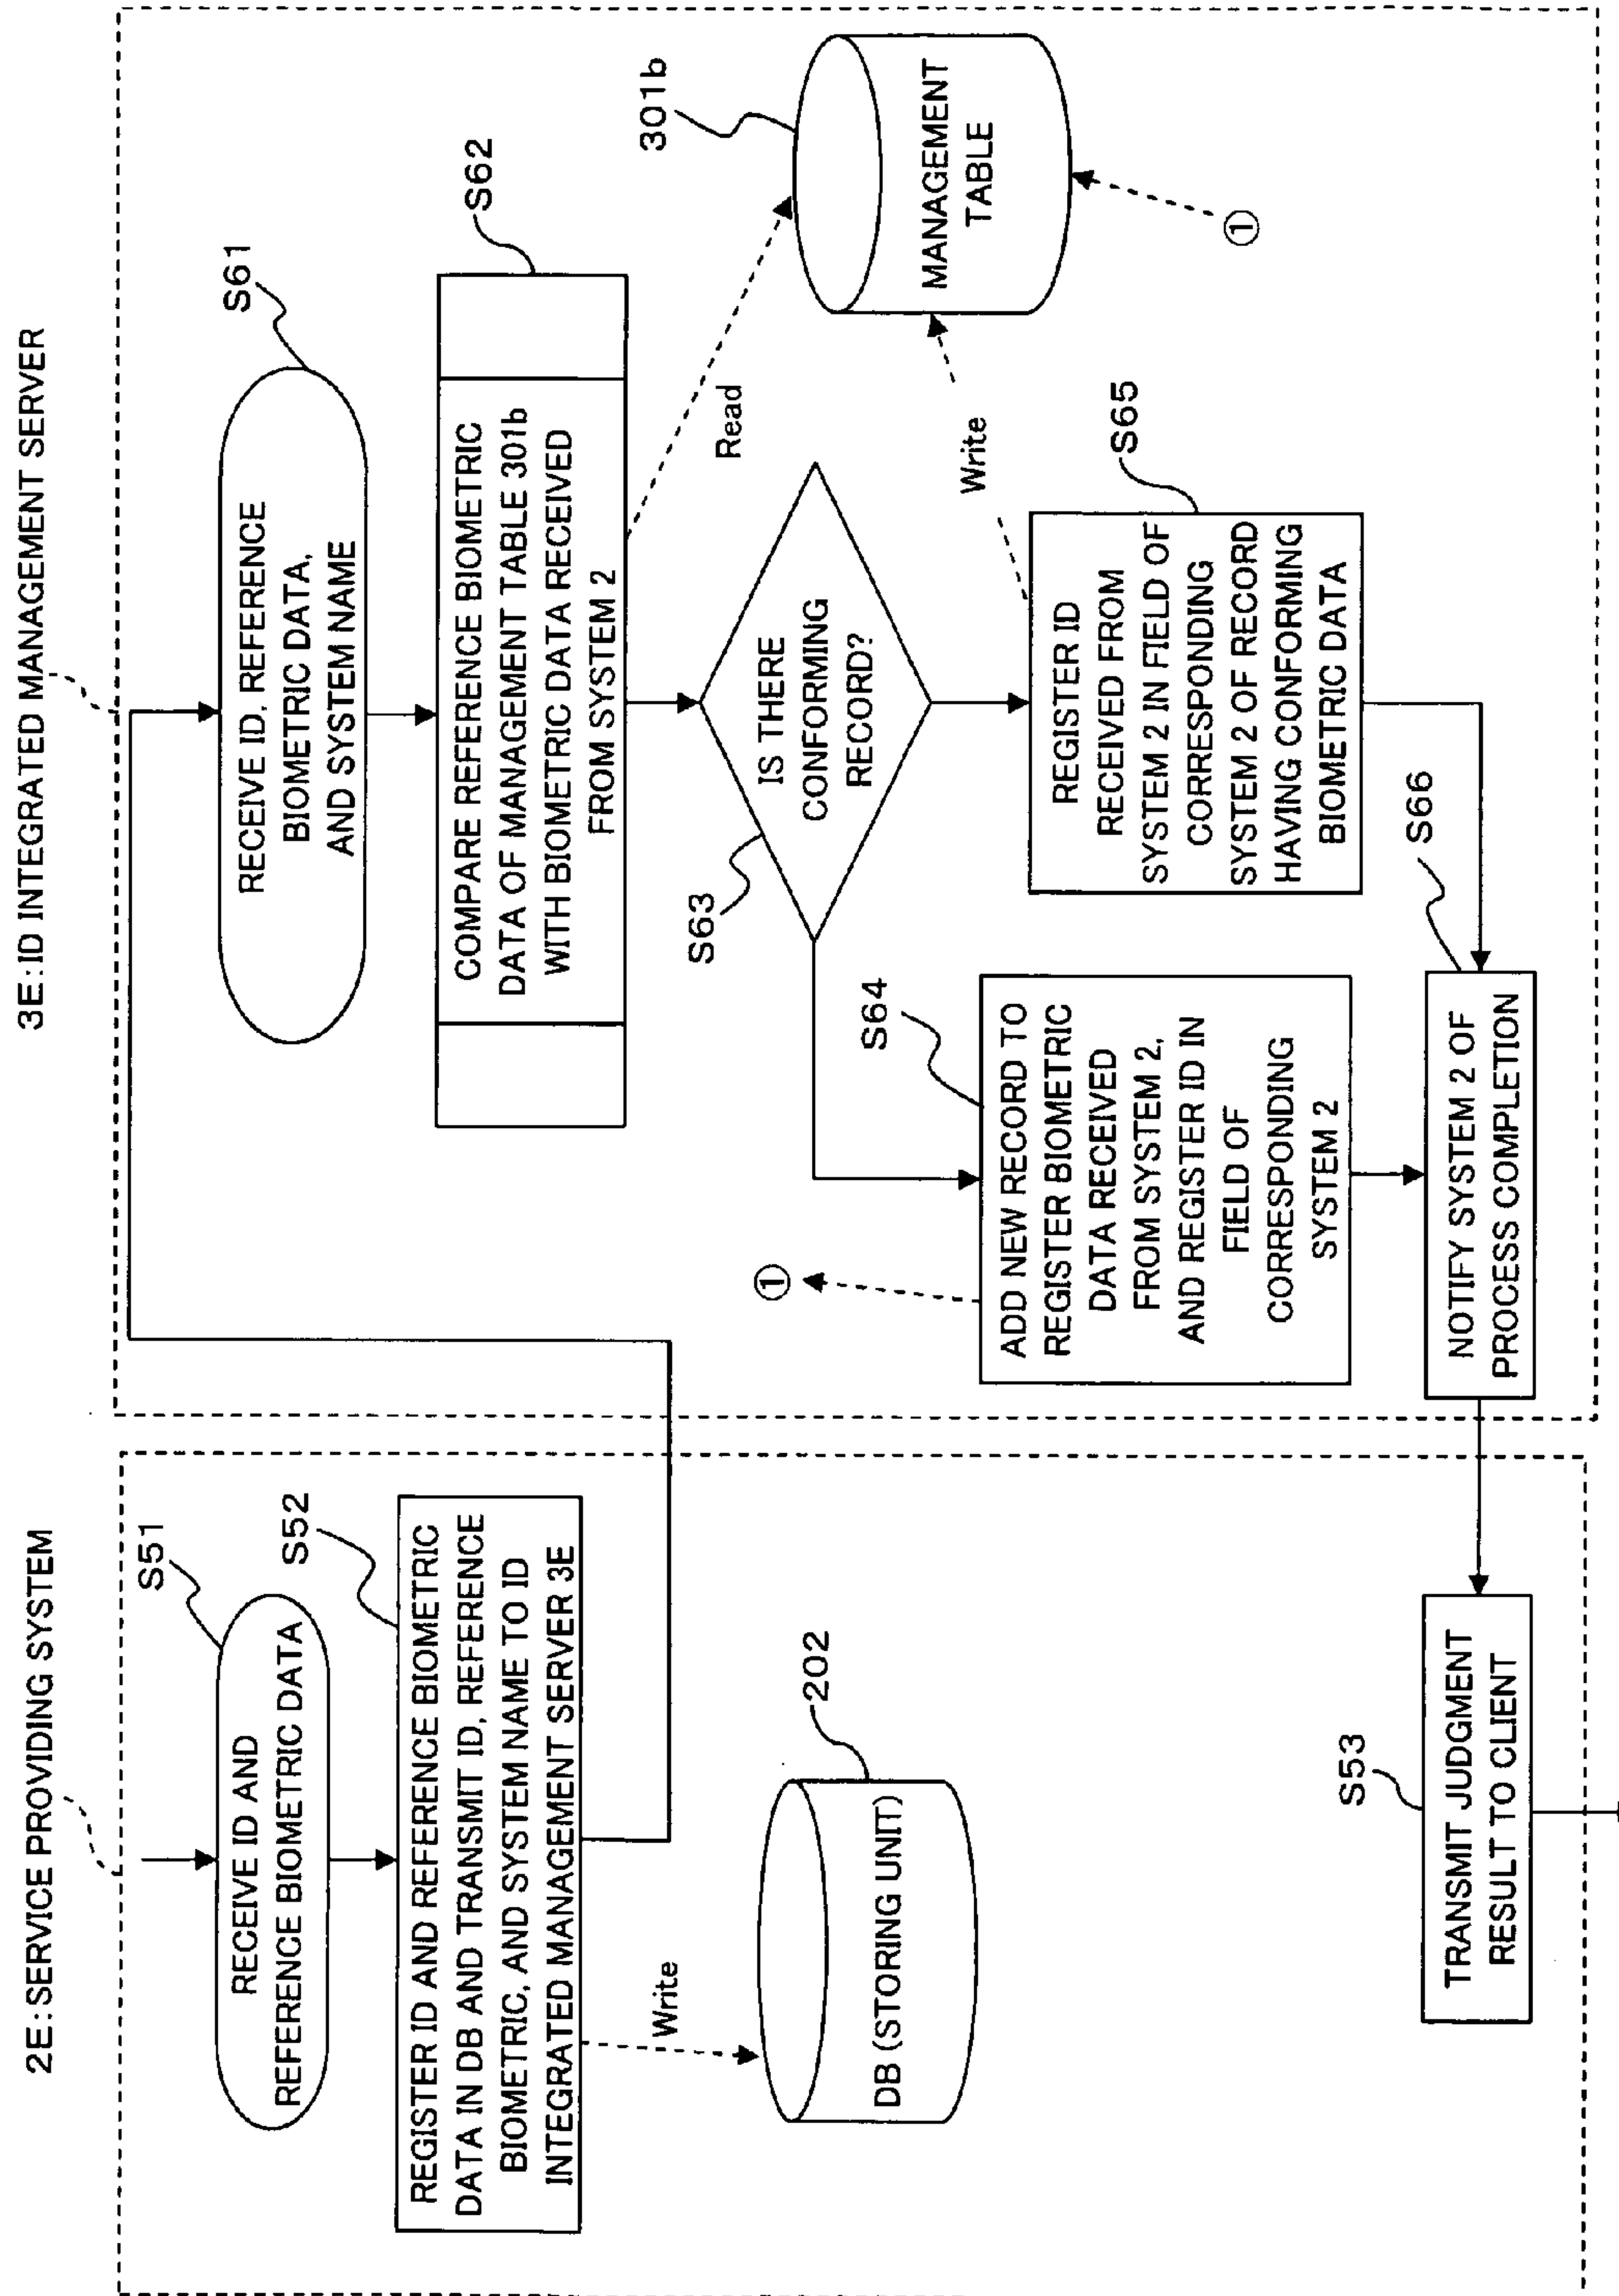 2E:SERVICE PROVIDING SYSTEM
S51
RECEIVE ID AND
REFERENCE BIOMETRIC DATA
S52
REGISTER ID AND REFERENCE BIOMETRIC
DATA IN DB AND TRANSMIT ID, REFERENCE
BIOMETRIC, AND SYSTEM NAME TO ID
INTEGRATED MANAGEMENT SERVER 3E
Write
202
DB (STORING UNIT)
S53
TRANSMIT JUDGMENT
RESULT TO CLIENT
3E:ID INTEGRATED MANAGEMENT SERVER
S61
RECEIVE ID, REFERENCE
BIOMETRIC DATA,
AND SYSTEM NAME
S62
COMPARE REFERENCE BIOMETRIC
DATA OF MANAGEMENT TABLE 301b
WITH BIOMETRIC DATA RECEIVED
FROM SYSTEM 2
Read
301b
MANAGEMENT
TABLE
①
S63
IS THERE
CONFORMING
RECORD?
Write
S64
ADD NEW RECORD TO
REGISTER BIOMETRIC
DATA RECEIVED
FROM SYSTEM 2,
AND REGISTER ID IN
FIELD OF
CORRESPONDING
SYSTEM 2
①
S65
REGISTER ID
RECEIVED FROM
SYSTEM 2 IN FIELD OF
CORRESPONDING
SYSTEM 2 OF RECORD
HAVING CONFORMING
BIOMETRIC DATA
S66
NOTIFY SYSTEM 2 OF
PROCESS COMPLETION